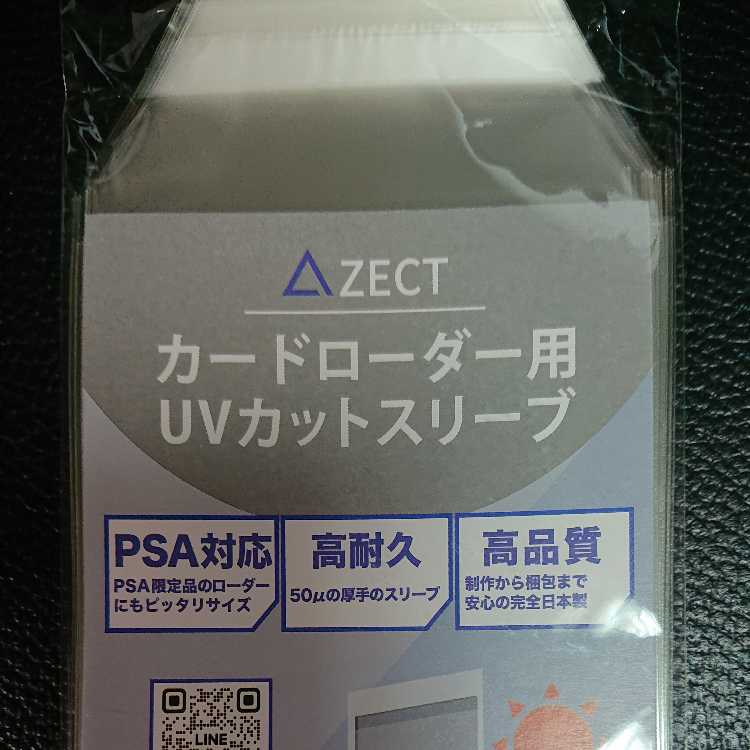 ZECT
カードローダー用
UVカットスリーブ
PSA対応
PSA限定品のローダー
にもピッタリサイズ
高耐久
50μの厚手のスリーブ
高品質
制作から梱包まで
安心の完全日本製
LINE